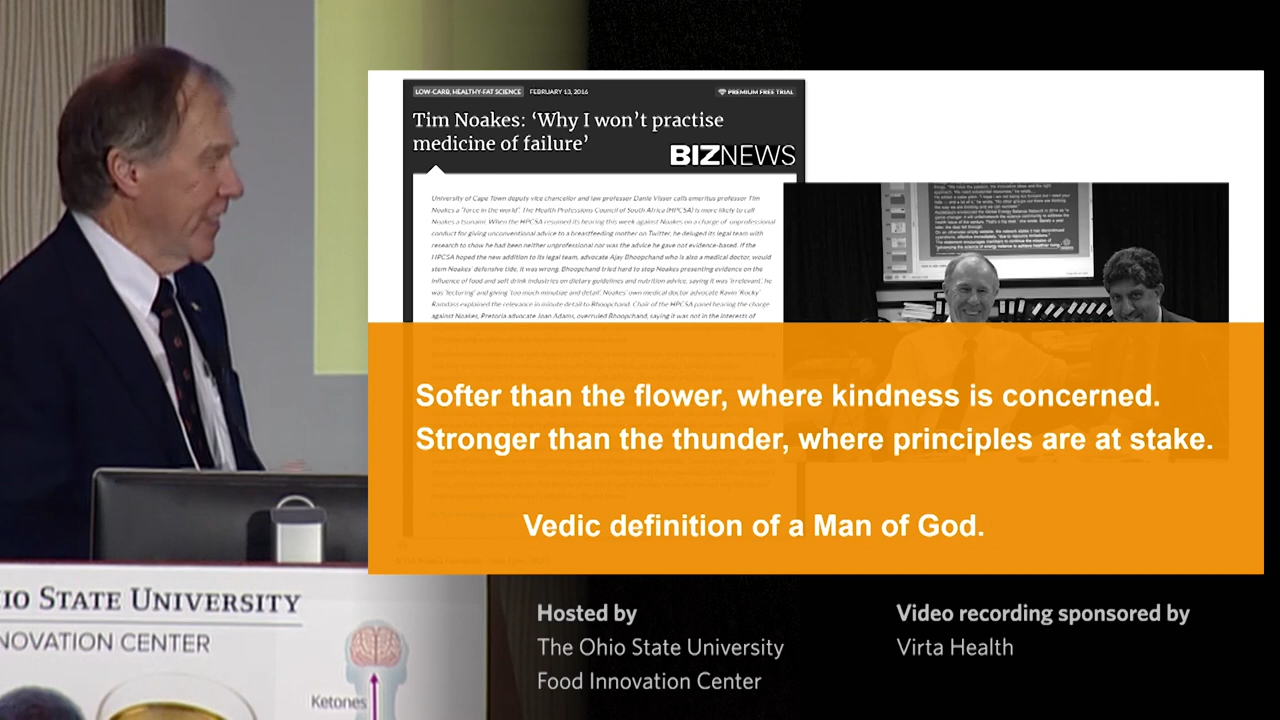 LOW-CARB, HEALTHY-FAT SCIENCE FEBRUARY 13, 2016 PREMIUM FREE TRIAL
Tim Noakes: ‘Why I won’t practise
medicine of failure’
BIZNEWS
University of Cape Town deputy vice chancellor and law professor Danie Visser calls emeritus professor Tim
Noakes a ‘force in the world’. The Health Professions Council of South Africa (HPCSA) is more likely to call
Noakes a tsunami. When the HPCSA resumed its hearing this week against Noakes on a charge of unprofessional
conduct for giving unconventional advice to a breastfeeding mother on Twitter, he deluged its legal team with
research to show he had been neither unprofessional nor was the advice he gave not evidence-based. If the
HPCSA hoped the new addition to its legal team, advocate Ajay Bhoopchand who is also a medical doctor, would
stem Noakes’ defensive tide, it was wrong. Bhoopchand tried hard to stop Noakes presenting evidence on the
influence of food and soft drink industries on dietary guidelines and nutrition advice, saying it was ‘irrelevant’, he
was ‘lecturing’ and giving ‘too much minutiae and detail’. Noakes’ own medical doctor advocate Ravin ‘Rocky’
Ramdass explained the relevance in minute detail to Bhoopchand. Chair of the HPCSA panel hearing the charge
against Noakes, Pretoria advocate Joan Adams, overruled Bhoopchand, saying it was not in the interests of
Softer than the flower, where kindness is concerned.
Stronger than the thunder, where principles are at stake.
Vedic definition of a Man of God.
IO STATE UNIVERSITY
NOVATION CENTER
Ketones
Hosted by
The Ohio State University
Food Innovation Center
Video recording sponsored by
Virta Health